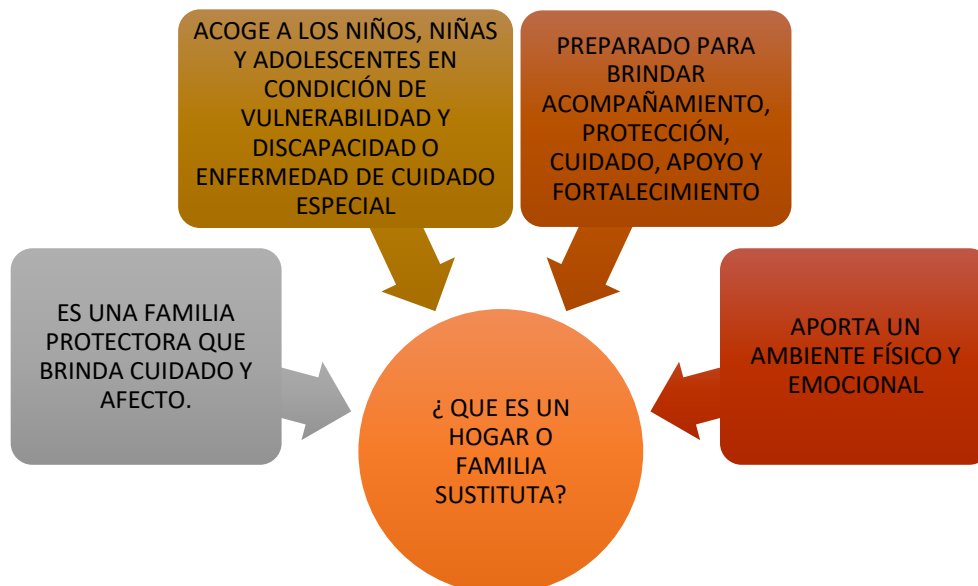 ACOGE A LOS NIÑOS, NIÑAS
Y ADOLESCENTES EN
CONDICIÓN DE
VULNERABILIDAD Y
DISCAPACIDAD O
ENFERMEDAD DE CUIDADO
ESPECIAL
PREPARADO PARA
BRINDAR
ACOMPAÑAMIENTO,
PROTECCIÓN,
CUIDADO, APOYO Y
FORTALECIMIENTO
ES UNA FAMILIA
PROTECTORA QUE
BRINDA CUIDADO Y
AFECTO.
APORTA UN
AMBIENTE FÍSICO Y
EMOCIONAL
¿ QUE ES UN
HOGAR O
FAMILIA
SUSTITUTA?